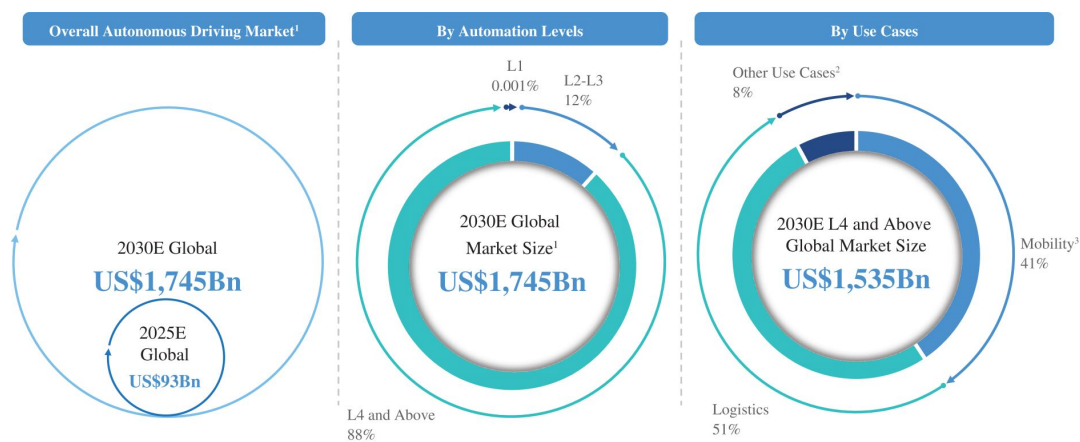 Overall Autonomous Driving Market¹
2030E Global
US$1,745Bn
2025E
Global
US$93Bn
By Automation Levels
L1
0.001%
L2-L3
12%
2030E Global
Market Size¹
US$1,745Bn
L4 and Above
88%
By Use Cases
Other Use Cases²
8%
2030E L4 and Above
Global Market Size
US$1,535Bn
Mobility³
41%
Logistics
51%